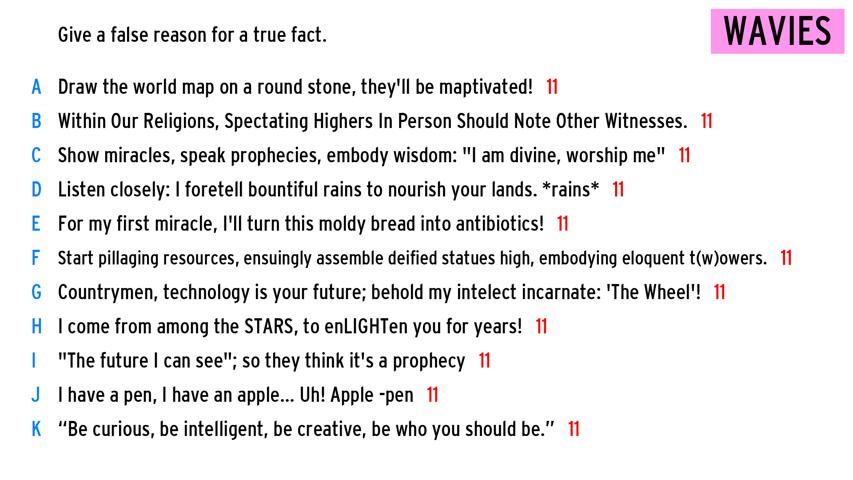 Give a false reason for a true fact.
WAVIES
A Draw the world map on a round stone, they'll be maptivated! 11
B Within Our Religions, Spectating Highers In Person Should Note Other Witnesses. 11
C Show miracles, speak prophecies, embody wisdom: "I am divine, worship me" 11
D Listen closely: I foretell bountiful rains to nourish your lands. *rains* 11
E For my first miracle, I'll turn this moldy bread into antibiotics! 11
F Start pillaging resources, ensuingly assemble deified statues high, embodying eloquent t(w)owers. 11
G Countrymen, technology is your future; behold my intelect incarnate: 'The Wheel'! 11
H I come from among the STARS, to enLIGHTen you for years! 11
I "The future I can see"; so they think it's a prophecy 11
J I have a pen, I have an apple... Uh! Apple -pen 11
K “Be curious, be intelligent, be creative, be who you should be.” 11